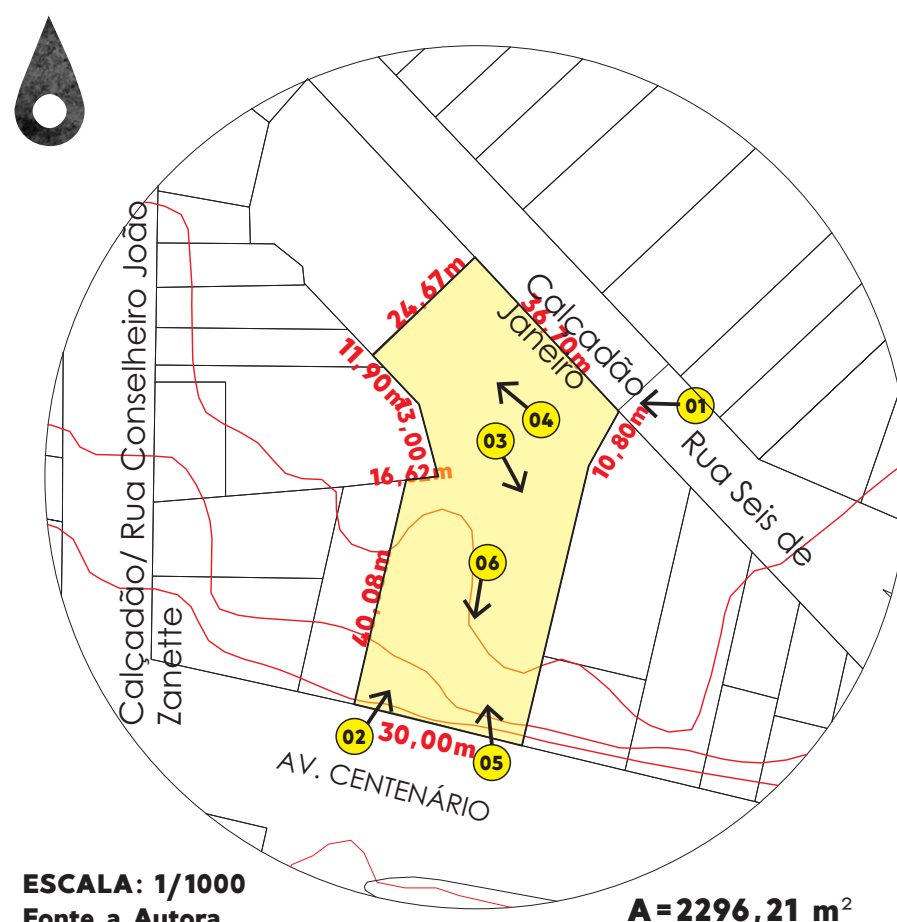 24,67m
Calçadão
Janeiro
36,70m
11,90m
13,00
01
04
03
10,80m
Rua Seis de
16,62m
Calçadão/ Rua Conselheiro João
Zanette
06
40,08m
02
30,00m
05
AV. CENTENÁRIO
ESCALA: 1/1000
Fonte a Autora
A=2296,21 m²